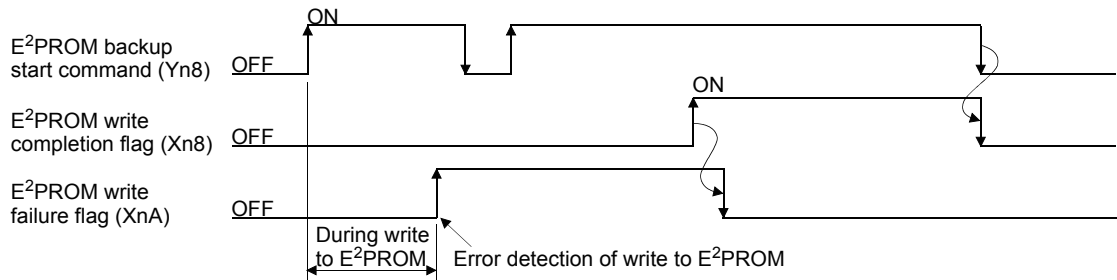 ON
E²PROM backup
start command (Yn8)
OFF
ON
E²PROM write
completion flag (Xn8)
OFF
E²PROM write
failure flag (XnA)
OFF
During write
to E²PROM
Error detection of write to E²PROM